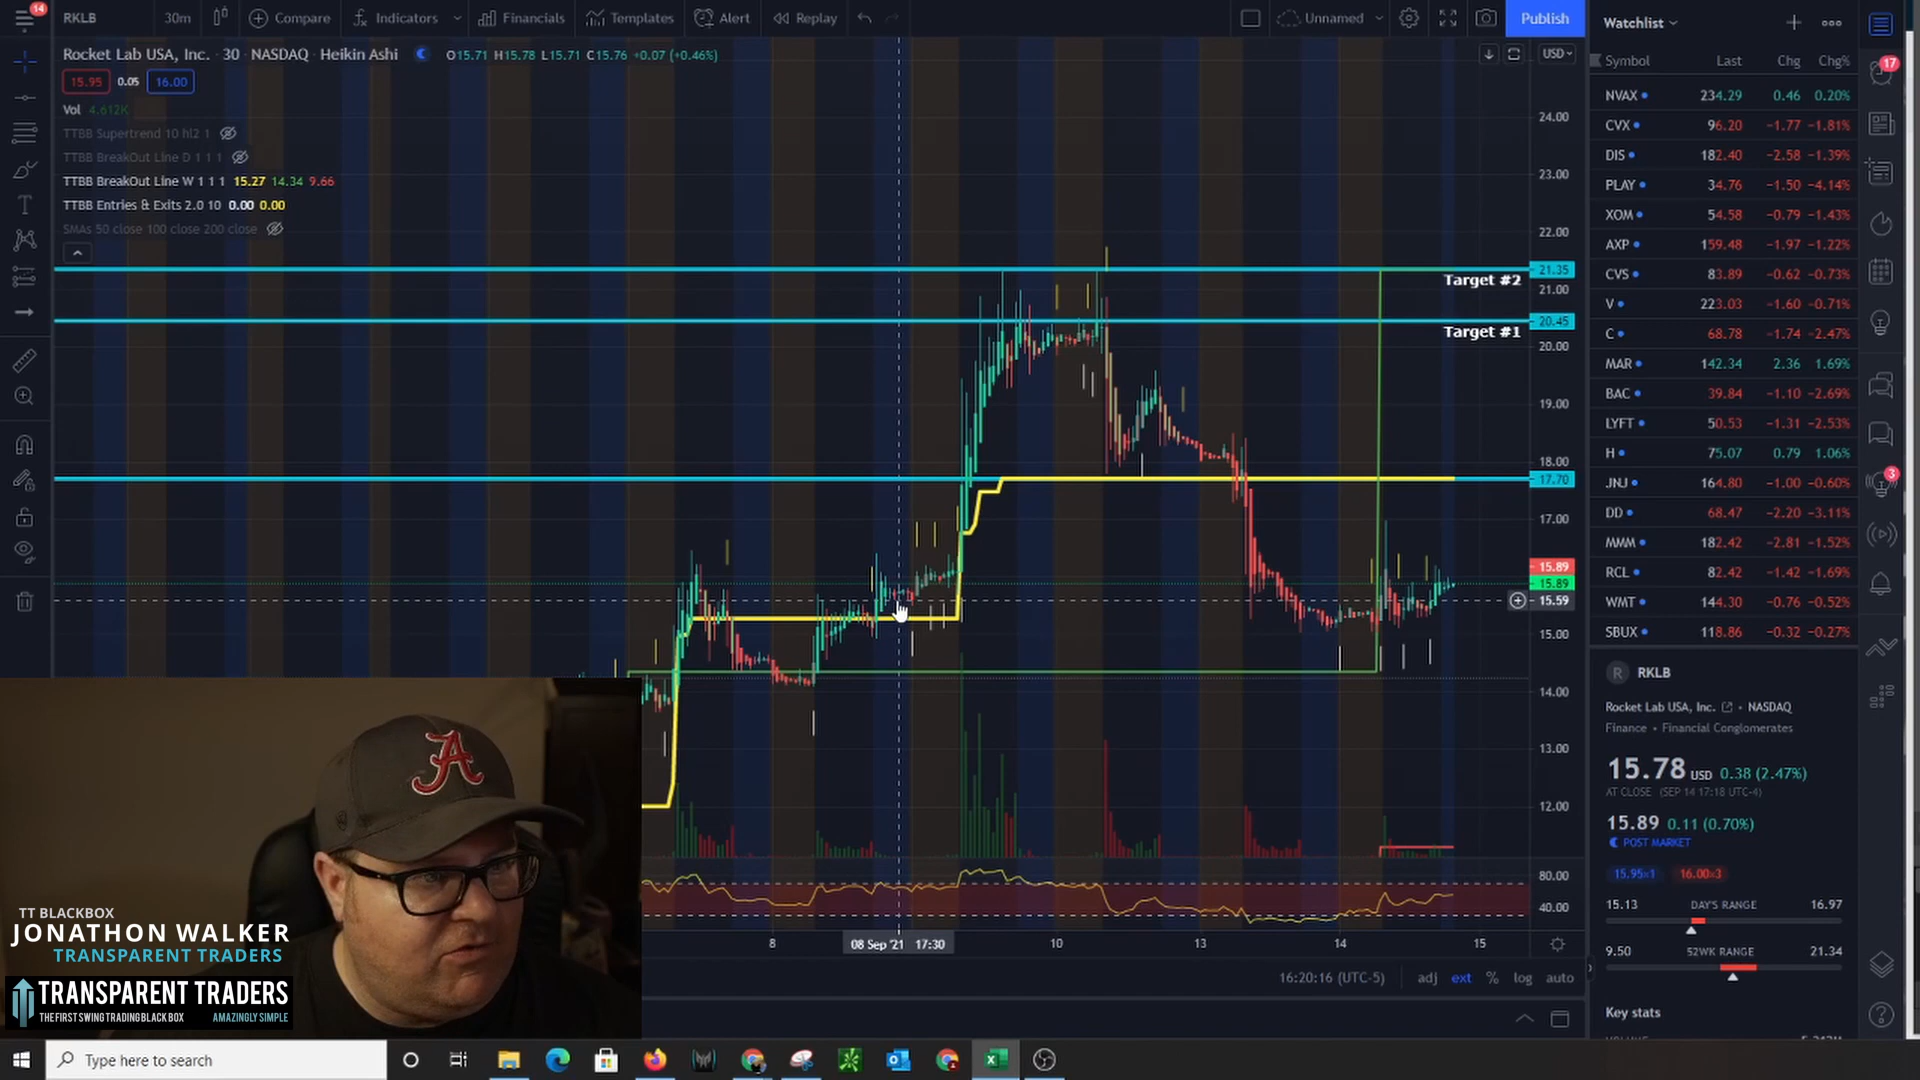 14
RKLB
30m
Compare
Indicators
Financials
Templates
Alert
Replay
Unnamed
Publish
Watchlist
Rocket Lab USA, Inc. · 30 · NASDAQ · Heikin Ashi
O15.71 H15.78 L15.71 C15.76 +0.07 (+0.46%)
USD
15.95 0.05 16.00
Vol 4.612K
TTBB Supertrend 10 hl2 1
TTBB BreakOut Line D 1 1 1
TTBB BreakOut Line W 1 1 1 15.27 14.34 9.66
TTBB Entries & Exits 2.0 10 0.00 0.00
SMAs 50 close 100 close 200 close
24.00
23.00
22.00
21.35
Target #2
21.00
20.45
Target #1
20.00
19.00
18.00
17.70
17.00
15.89
15.89
15.59
15.00
14.00
13.00
12.00
80.00
40.00
8
08 Sep '21 17:30
10
13
14
15
16:20:16 (UTC-5)
adj
ext
%
log
auto
Symbol Last Chg Chg%
NVAX 234.29 0.46 0.20%
CVX 96.20 −1.77 −1.81%
DIS 182.40 −2.58 −1.39%
PLAY 34.76 −1.50 −4.14%
XOM 54.58 −0.79 −1.43%
AXP 159.48 −1.97 −1.22%
CVS 83.89 −0.62 −0.73%
V 223.03 −1.60 −0.71%
C 68.78 −1.74 −2.47%
MAR 142.34 2.36 1.69%
BAC 39.84 −1.10 −2.69%
LYFT 50.53 −1.31 −2.53%
H 75.07 0.79 1.06%
JNJ 164.80 −1.00 −0.60%
DD 68.47 −2.20 −3.11%
MMM 182.42 −2.81 −1.52%
RCL 82.42 −1.42 −1.69%
WMT 144.30 −0.76 −0.52%
SBUX 118.86 −0.32 −0.27%
R RKLB
Rocket Lab USA, Inc. • NASDAQ
Finance • Financial Conglomerates
15.78 USD 0.38 (2.47%)
AT CLOSE (SEP 14 17:18 UTC-4)
15.89 0.11 (0.70%)
POST MARKET
15.95×1 16.00×3
15.13 DAY'S RANGE 16.97
9.50 52WK RANGE 21.34
Key stats
17
3
A
TT BLACKBOX
JONATHON WALKER
TRANSPARENT TRADERS
TRANSPARENT TRADERS
THE FIRST SWING TRADING BLACK BOX AMAZINGLY SIMPLE
Type here to search